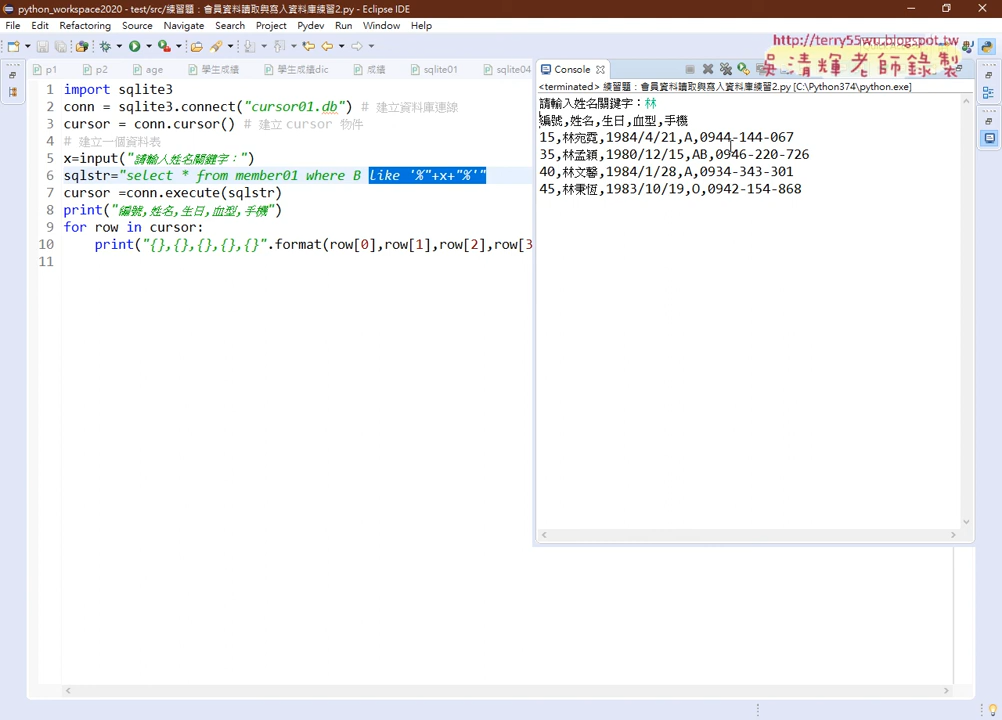 python_workspace2020 - test/src/練習題：會員資料讀取與寫入資料庫練習2.py - Eclipse IDE
File Edit Refactoring Source Navigate Search Project Pydev Run Window Help
http://terry55wu.blogspot.tw
吳清輝老師錄製
p1 p2 age 學生成績 學生成績dic 成績 sqlite01 sqlite04
Console
<terminated> 練習題：會員資料讀取與寫入資料庫練習2.py [C:\Python374\python.exe]
1 import sqlite3
2 conn = sqlite3.connect("cursor01.db") # 建立資料庫連線
3 cursor = conn.cursor() # 建立 cursor 物件
4 # 建立一個資料表
5 x=input("請輸入姓名關鍵字：")
6 sqlstr="select * from member01 where B like '%"+x+"%'"
7 cursor =conn.execute(sqlstr)
8 print("編號,姓名,生日,血型,手機")
9 for row in cursor:
10 print("{},{},{},{},{}".format(row[0],row[1],row[2],row[3
11
請輸入姓名關鍵字：林
編號,姓名,生日,血型,手機
15,林宛霓,1984/4/21,A,0944-144-067
35,林孟穎,1980/12/15,AB,0946-220-726
40,林文馨,1984/1/28,A,0934-343-301
45,林秉恆,1983/10/19,O,0942-154-868